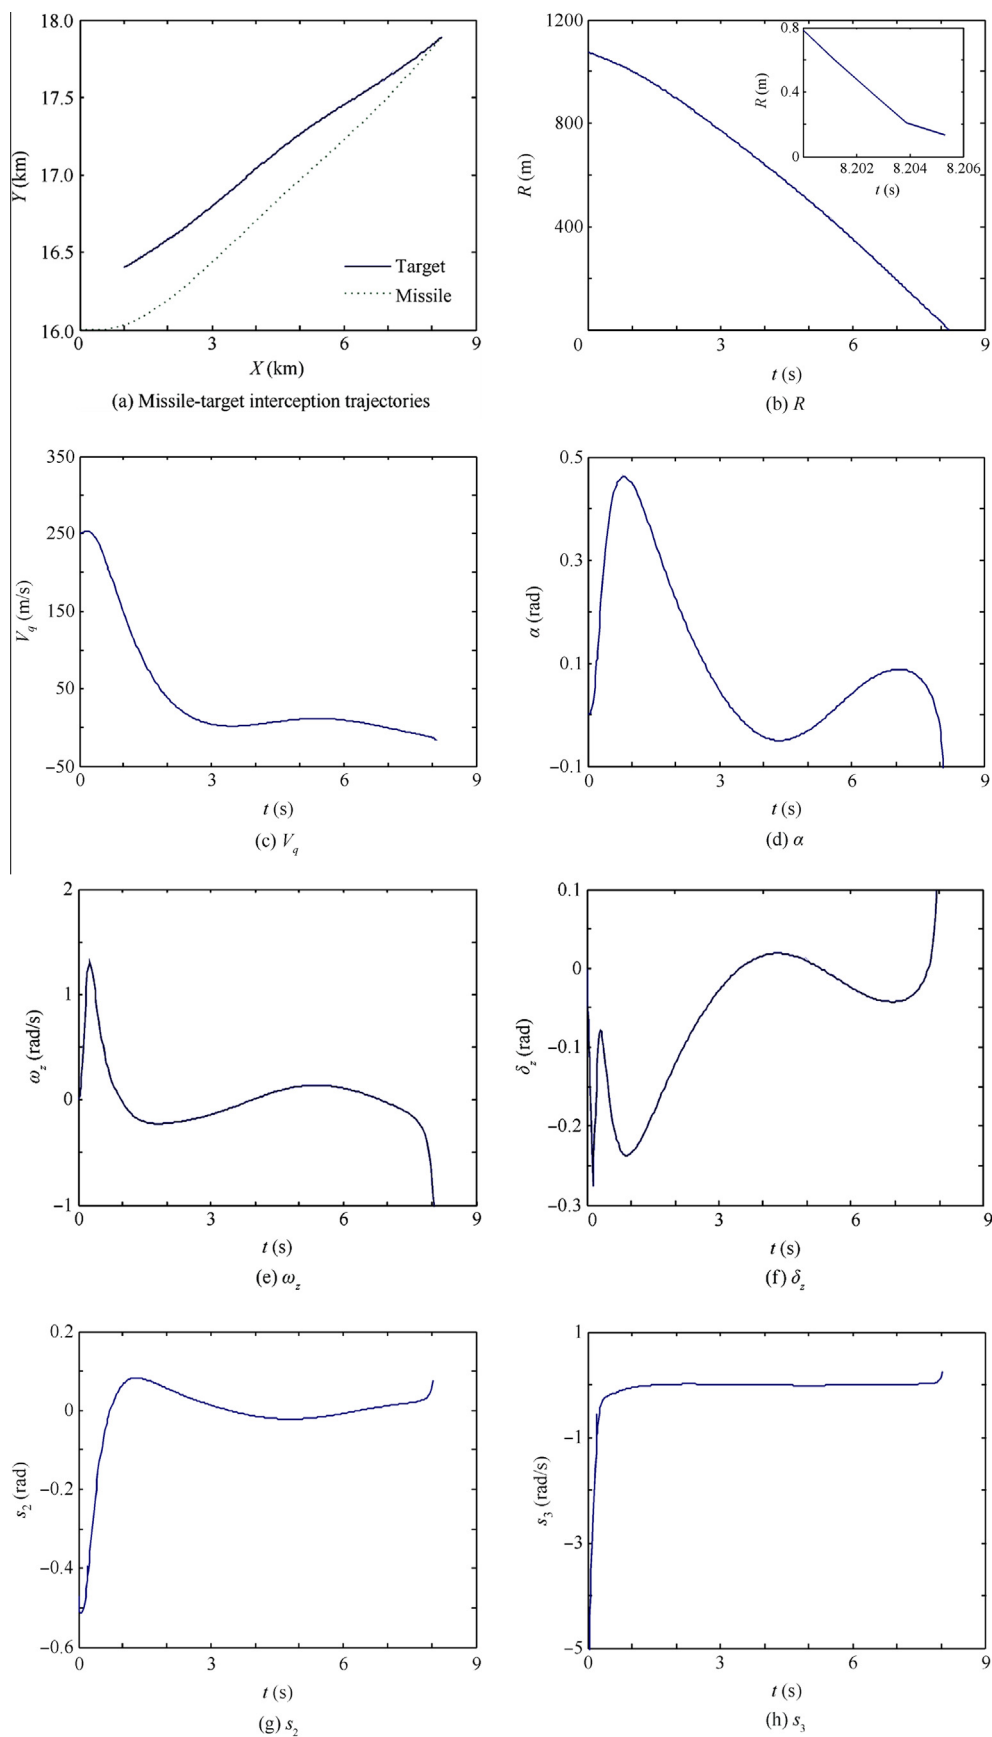 18.0
17.5
17.0
16.5
16.0
Y (km)
0 3 6 9
X (km)
Target
Missile
(a) Missile-target interception trajectories
1200
800
400
0
R (m)
0 3 6 9
t (s)
0.8
0.4
0
R (m)
8.202 8.204 8.206
t (s)
(b) R
350
250
150
50
−50
V_q (m/s)
0 3 6 9
t (s)
(c) V_q
0.5
0.3
0.1
−0.1
α (rad)
0 3 6 9
t (s)
(d) α
2
1
0
−1
ω_z (rad/s)
0 3 6 9
t (s)
(e) ω_z
0.1
0
−0.1
−0.2
−0.3
δ_z (rad)
0 3 6 9
t (s)
(f) δ_z
0.2
0
−0.2
−0.4
−0.6
s_2 (rad)
0 3 6 9
t (s)
(g) s_2
1
−1
−3
−5
s_3 (rad/s)
0 3 6 9
t (s)
(h) s_3